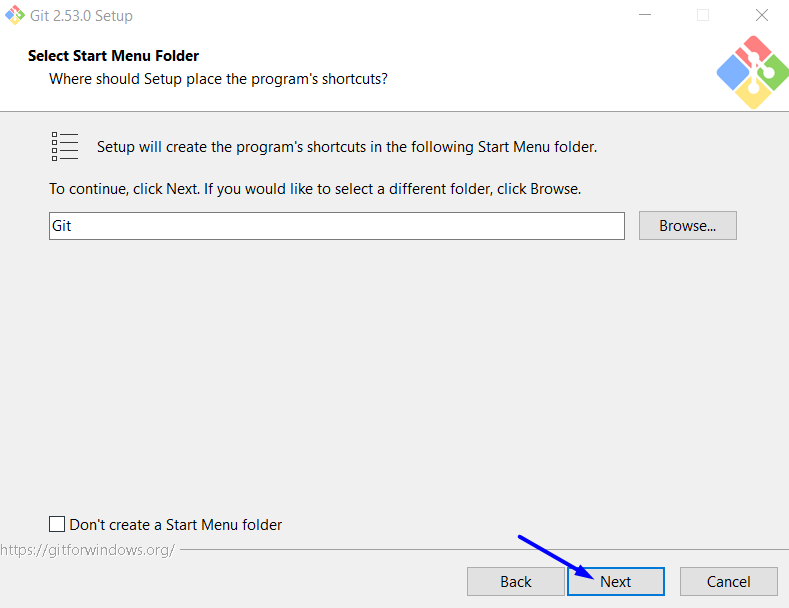 Git 2.53.0 Setup
Select Start Menu Folder
Where should Setup place the program's shortcuts?
Setup will create the program's shortcuts in the following Start Menu folder.
To continue, click Next. If you would like to select a different folder, click Browse.
Git
Browse...
Don't create a Start Menu folder
https://gitforwindows.org/
Back
Next
Cancel